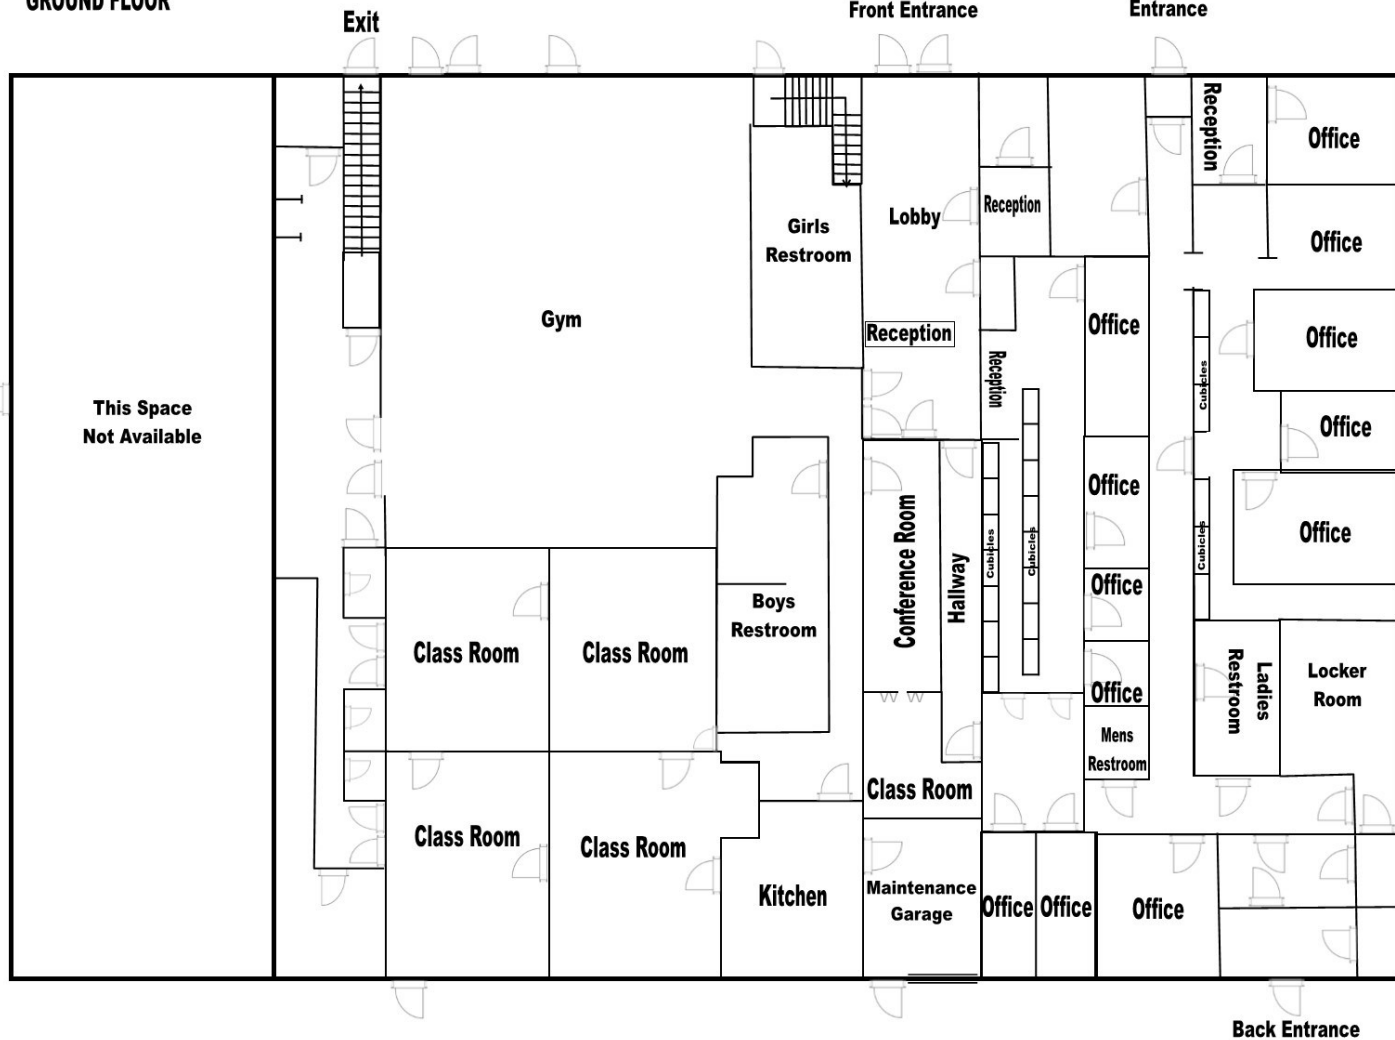 GROUND FLOOR
Exit
Front Entrance
Entrance
Reception
Office
Lobby
Reception
Girls
Restroom
Office
Gym
Reception
Office
Office
Reception
Cubicles
This Space
Not Available
Office
Office
Conference Room
Hallway
Cubicles
Cubicles
Cubicles
Office
Office
Boys
Restroom
Class Room
Class Room
Office
Ladies
Restroom
Locker
Room
Mens
Restroom
Class Room
Class Room
Class Room
Kitchen
Maintenance
Garage
Office
Office
Office
Back Entrance